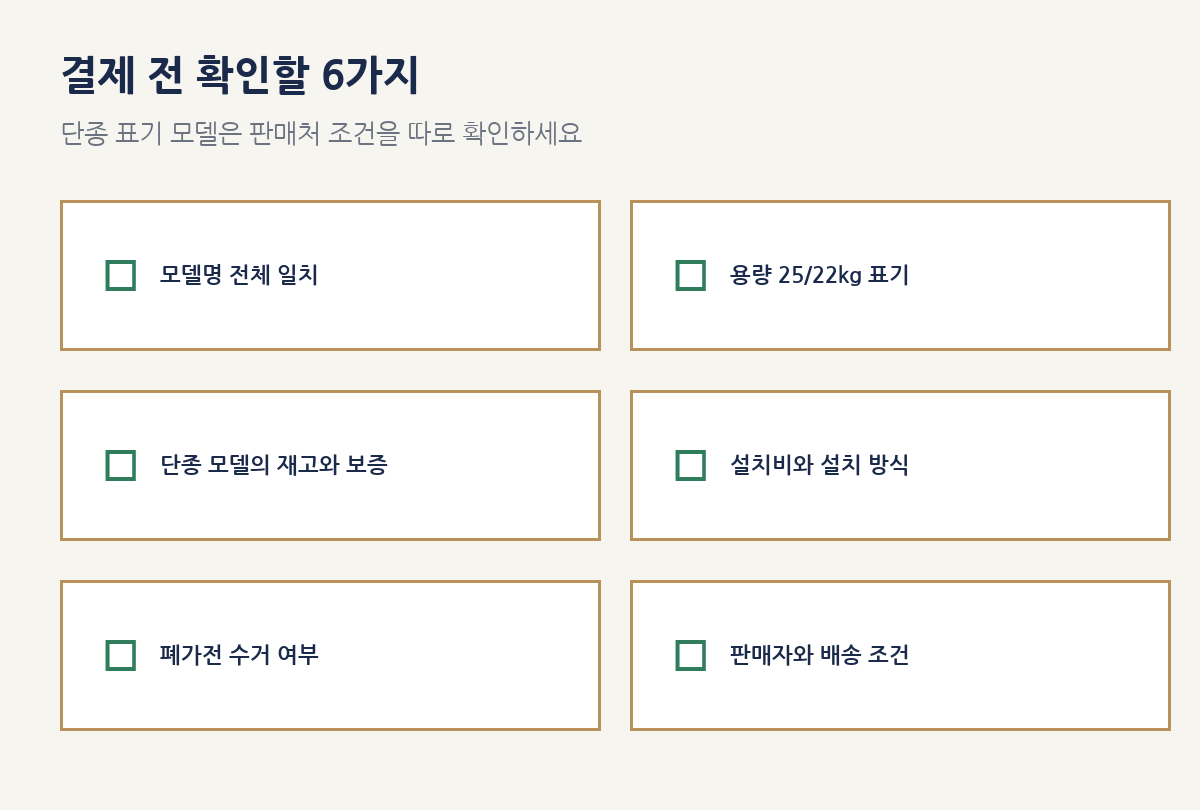 결제 전 확인할 6가지
단종 표기 모델은 판매처 조건을 따로 확인하세요
모델명 전체 일치
용량 25/22kg 표기
단종 모델의 재고와 보증
설치비와 설치 방식
폐가전 수거 여부
판매자와 배송 조건